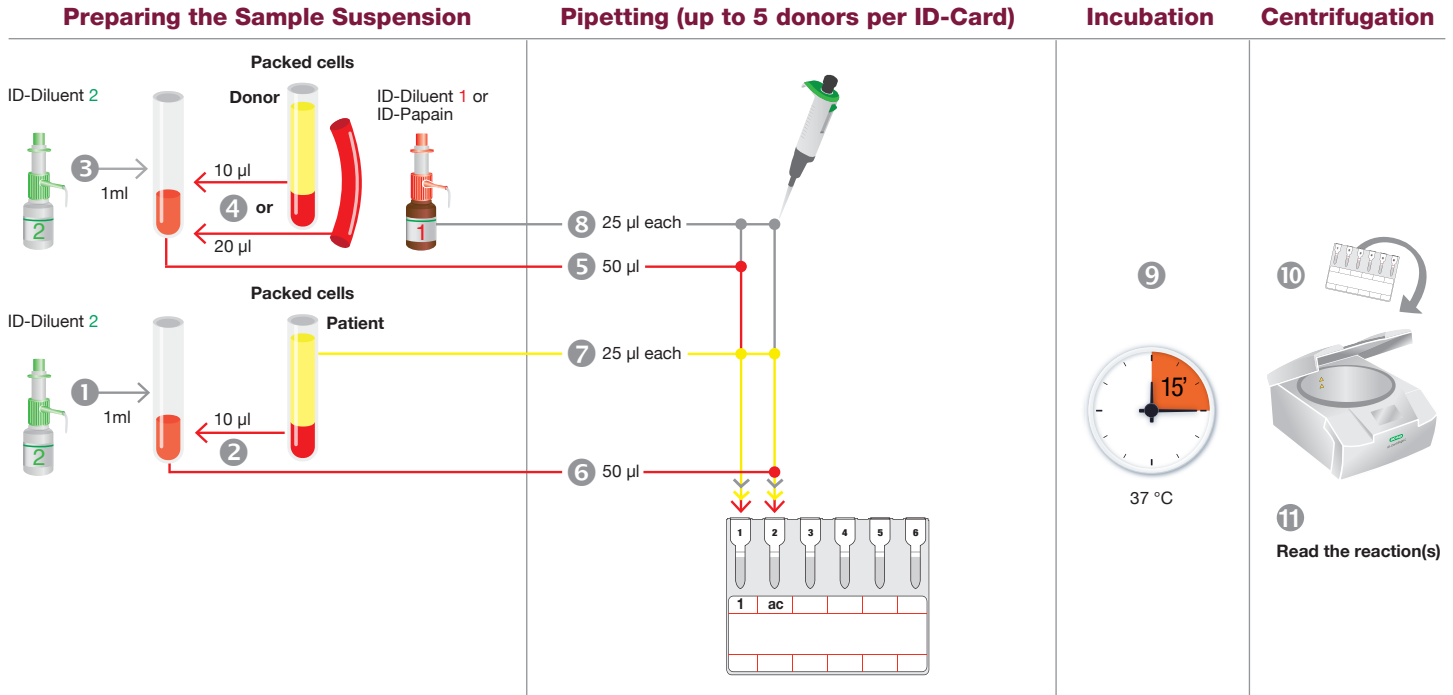 Preparing the Sample Suspension
Pipetting (up to 5 donors per ID-Card)
Incubation
Centrifugation
Packed cells
ID-Diluent 2
Donor
ID-Diluent 1 or
ID-Papain
3
1ml
10 µl
4 or
20 µl
2
1
8 25 µl each
5 50 µl
Packed cells
ID-Diluent 2
Patient
7 25 µl each
1
1ml
10 µl
2
2
6 50 µl
1 2 3 4 5 6
1 ac
9
15'
37 °C
10
11
Read the reaction(s)